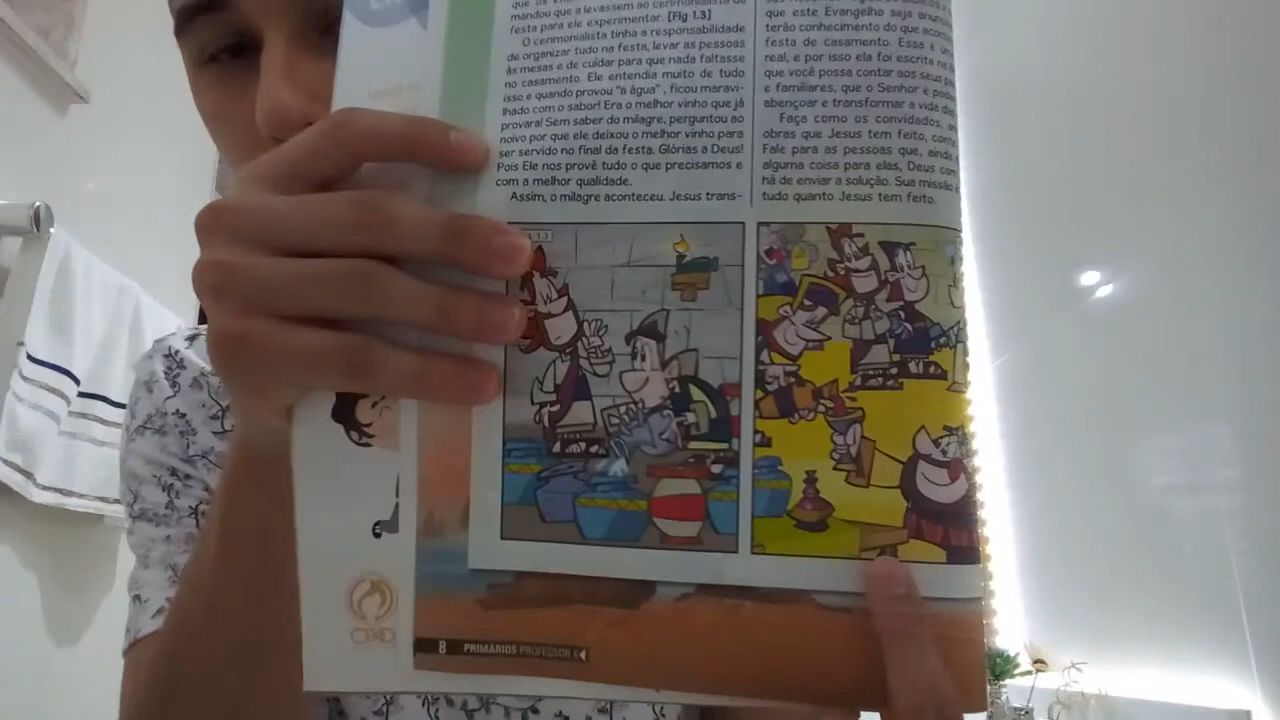 mandou que a levassem ao cerimonialista da
festa para ele experimentar. [Fig 1.3]
O cerimonialista tinha a responsabilidade
de organizar tudo na festa, levar as pessoas
às mesas e de cuidar para que nada faltasse
no casamento. Ele entendia muito de tudo
isso e quando provou "a água", ficou maravi-
lhado com o sabor! Era o melhor vinho que já
provara! Sem saber do milagre, perguntou ao
noivo por que ele deixou o melhor vinho para
ser servido no final da festa. Glórias a Deus!
Pois Ele nos provê tudo o que precisamos e
com a melhor qualidade.
Assim, o milagre aconteceu. Jesus trans-
que este Evangelho seja
terão conhecimento do que
festa de casamento. Essa é
real, e por isso ela foi escrita
que você possa contar aos seus
e familiares, que o Senhor é
abençoar e transformar a vida
Faça como os convidados,
obras que Jesus tem feito,
Fale para as pessoas que, ainda
alguma coisa para elas, Deus
há de enviar a solução. Sua missão é
tudo quanto Jesus tem feito.
1.3
CPAD
8 PRIMÁRIOS PROFESSOR